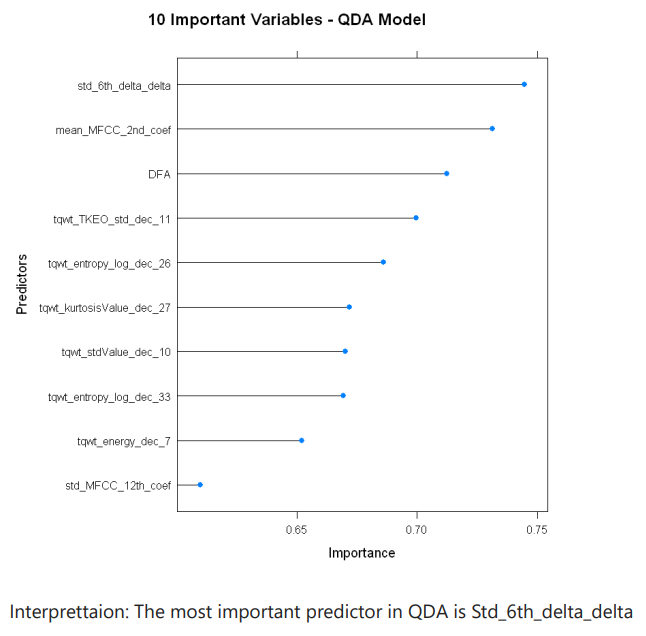 10 Important Variables - QDA Model
std_6th_delta_delta
mean_MFCC_2nd_coef
DFA
tqwt_TKEO_std_dec_11
tqwt_entropy_log_dec_26
tqwt_kurtosisValue_dec_27
tqwt_stdValue_dec_10
tqwt_entropy_log_dec_33
tqwt_energy_dec_7
std_MFCC_12th_coef
Predictors
0.65 0.70 0.75
Importance
Interprettaion: The most important predictor in QDA is Std_6th_delta_delta